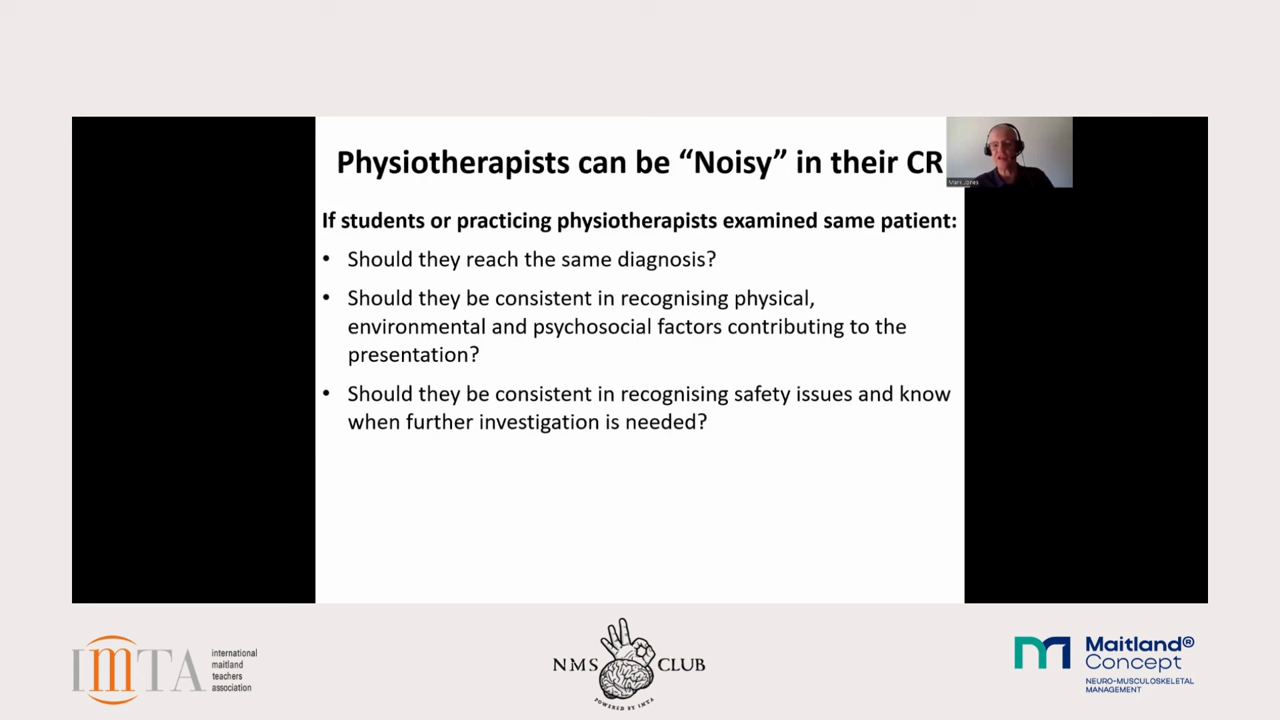 Physiotherapists can be “Noisy” in their CR
Mark Jones
If students or practicing physiotherapists examined same patient:
• Should they reach the same diagnosis?
• Should they be consistent in recognising physical,
environmental and psychosocial factors contributing to the
presentation?
• Should they be consistent in recognising safety issues and know
when further investigation is needed?
IMTA
international
maitland
teachers
association
NMS CLUB
POWERED BY IMTA
Maitland®
Concept
NEURO-MUSCULOSKELETAL
MANAGEMENT